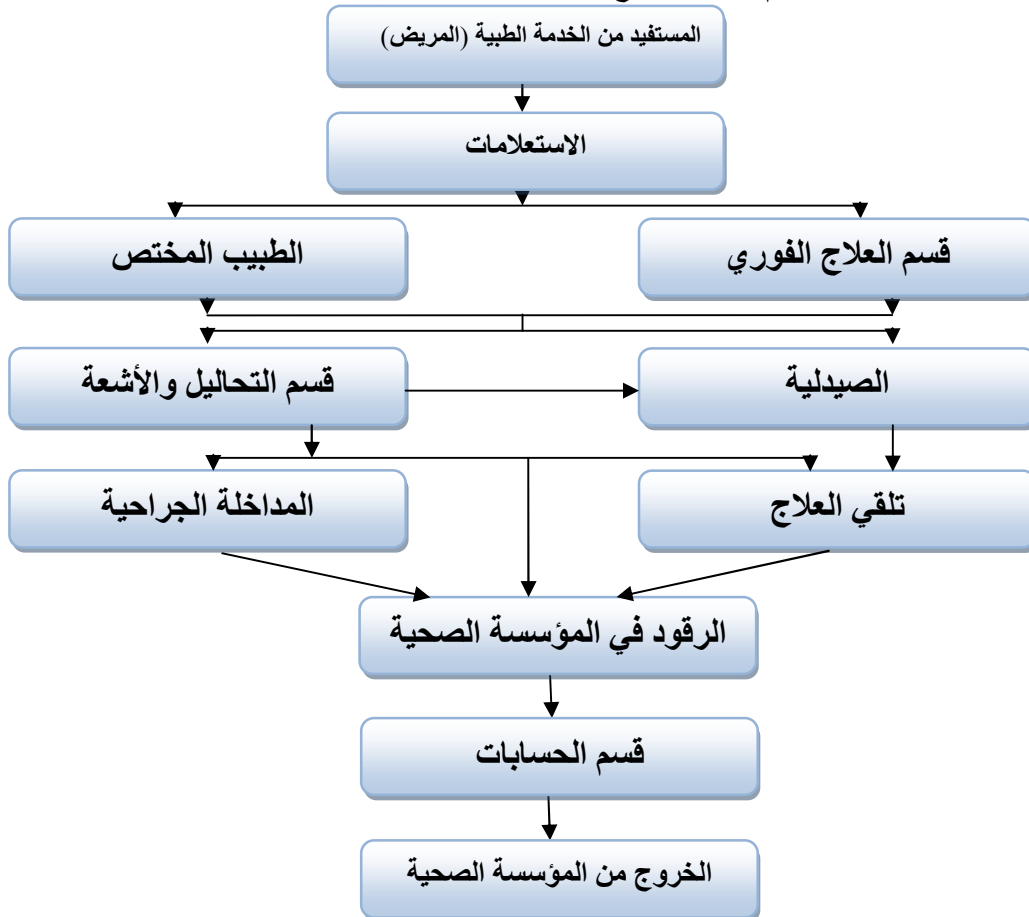 المستفيد من الخدمة الطبية (المريض)
الاستعلامات
قسم العلاج الفوري
الطبيب المختص
الصيدلية
قسم التحاليل والأشعة
تلقي العلاج
المداخلة الجراحية
الرقود في المؤسسة الصحية
قسم الحسابات
الخروج من المؤسسة الصحية